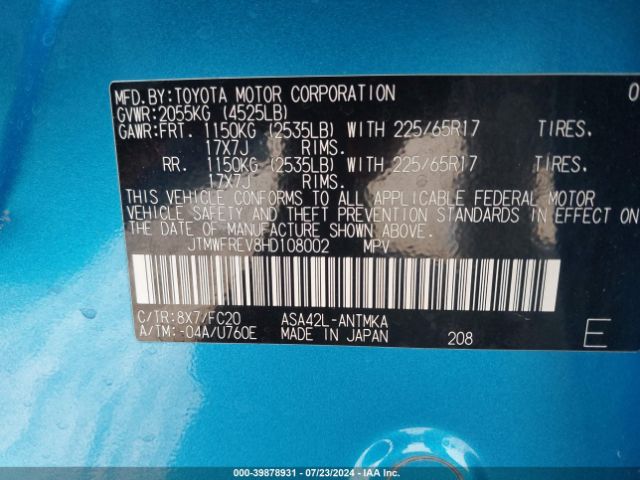 MFD.BY:TOYOTA MOTOR CORPORATION 0
GVWR:2055KG (4525LB)
GAWR:FRT. 1150KG (2535LB) WITH 225/65R17 TIRES.
17X7J RIMS.
RR. 1150KG (2535LB) WITH 225/65R17 TIRES.
17X7J RIMS.
THIS VEHICLE CONFORMS TO ALL APPLICABLE FEDERAL MOTOR
VEHICLE SAFETY AND THEFT PREVENTION STANDARDS IN EFFECT ON
THE DATE OF MANUFACTURE SHOWN ABOVE.
JTMWFREV8HD108002 MPV
C/TR:8X7/FC20 ASA42L-ANTMKA
A/TM:-04A/U760E MADE IN JAPAN 208 E
000-39878931 - 07/23/2024 - IAA Inc.